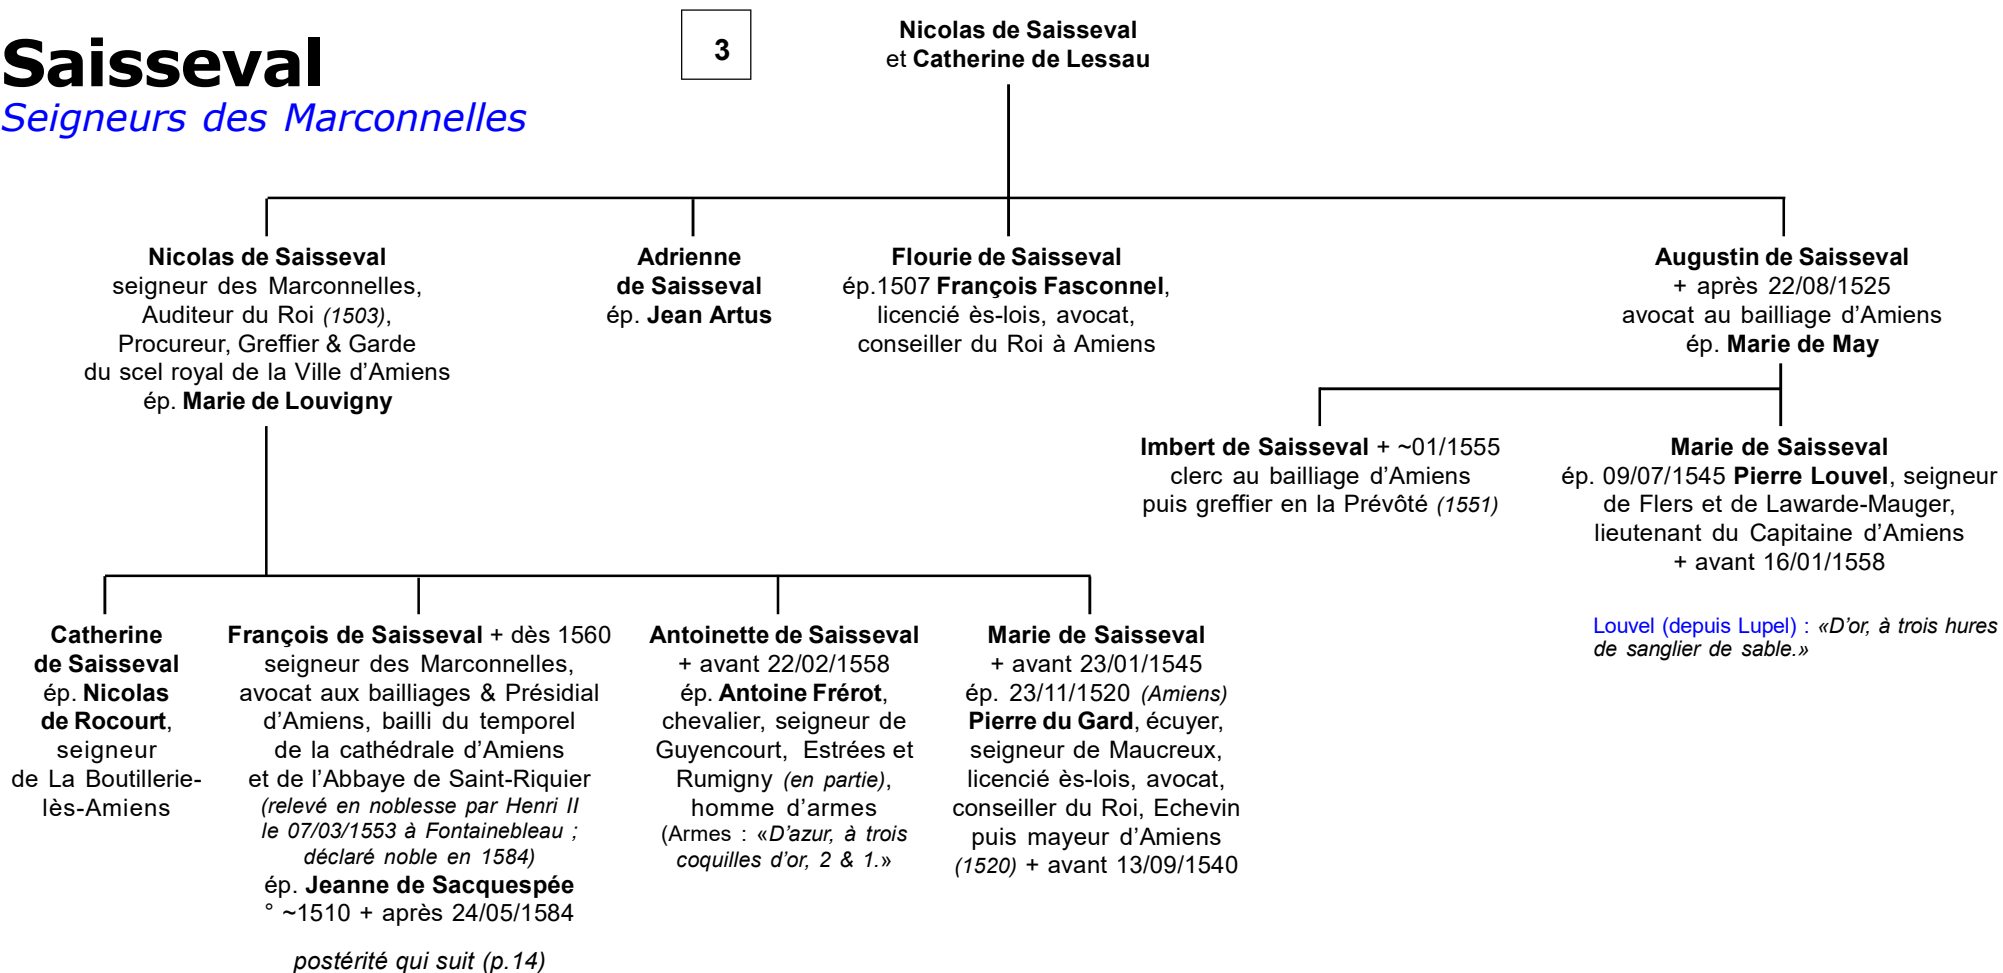 Saisseval
Seigneurs des Marconnelles
3
Nicolas de Saisseval
et Catherine de Lessau
Nicolas de Saisseval
seigneur des Marconnelles,
Auditeur du Roi (1503),
Procureur, Greffier & Garde
du scel royal de la Ville d'Amiens
ép. Marie de Louvigny
Adrienne
de Saisseval
ép. Jean Artus
Flourie de Saisseval
ép.1507 François Fasconnel,
licencié ès-lois, avocat,
conseiller du Roi à Amiens
Augustin de Saisseval
+ après 22/08/1525
avocat au bailliage d'Amiens
ép. Marie de May
Imbert de Saisseval + ~01/1555
clerc au bailliage d'Amiens
puis greffier en la Prévôté (1551)
Marie de Saisseval
ép. 09/07/1545 Pierre Louvel, seigneur
de Flers et de Lawarde-Mauger,
lieutenant du Capitaine d'Amiens
+ avant 16/01/1558
Louvel (depuis Lupel) : «D'or, à trois hures
de sanglier de sable.»
Catherine
de Saisseval
ép. Nicolas
de Rocourt,
seigneur
de La Boutillerie-
lès-Amiens
François de Saisseval + dès 1560
seigneur des Marconnelles,
avocat aux bailliages & Présidial
d'Amiens, bailli du temporel
de la cathédrale d'Amiens
et de l'Abbaye de Saint-Riquier
(relevé en noblesse par Henri II
le 07/03/1553 à Fontainebleau ;
déclaré noble en 1584)
ép. Jeanne de Sacquespée
° ~1510 + après 24/05/1584
postérité qui suit (p.14)
Antoinette de Saisseval
+ avant 22/02/1558
ép. Antoine Frérot,
chevalier, seigneur de
Guyencourt, Estrées et
Rumigny (en partie),
homme d'armes
(Armes : «D'azur, à trois
coquilles d'or, 2 & 1.»
Marie de Saisseval
+ avant 23/01/1545
ép. 23/11/1520 (Amiens)
Pierre du Gard, écuyer,
seigneur de Maucreux,
licencié ès-lois, avocat,
conseiller du Roi, Echevin
puis mayeur d'Amiens
(1520) + avant 13/09/1540